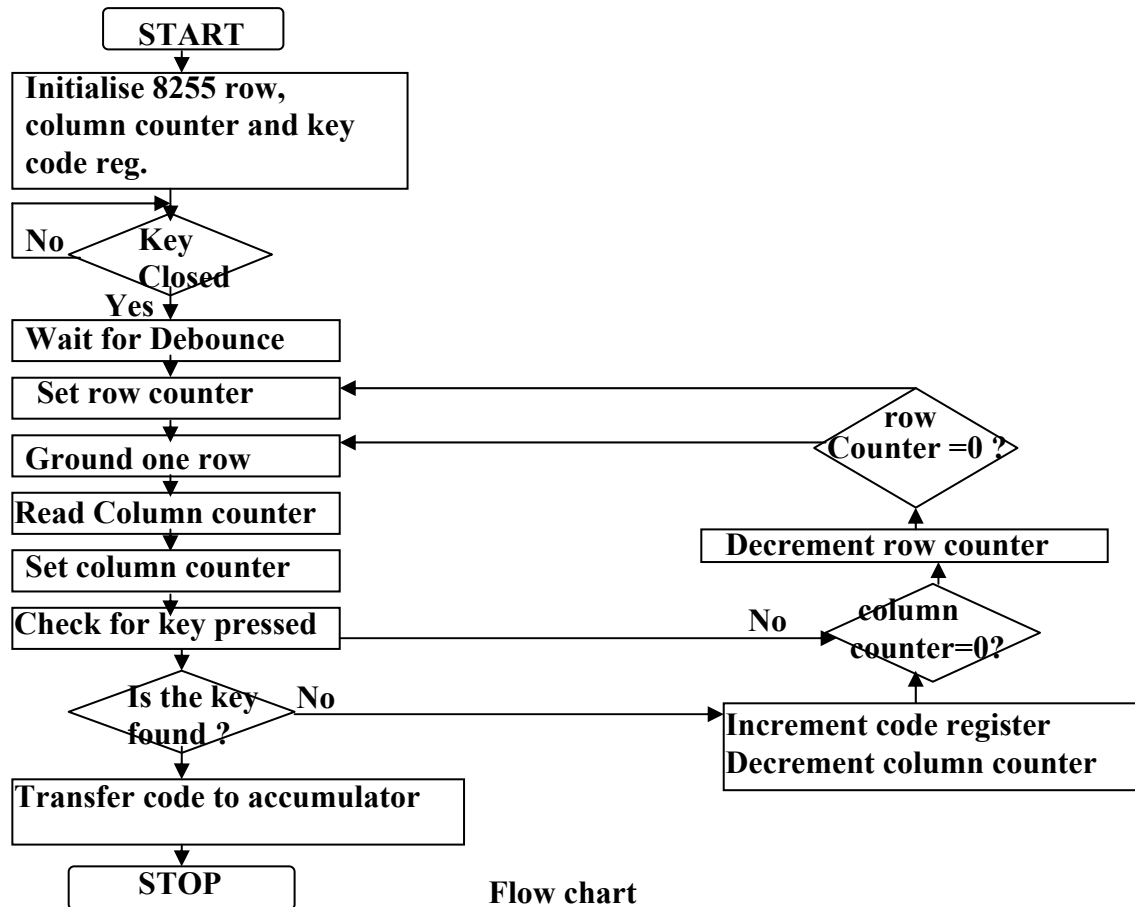 START
Initialise 8255 row,
column counter and key
code reg.
No
Key
Closed
Yes
Wait for Debounce
Set row counter
Ground one row
Read Column counter
Set column counter
Check for key pressed
Is the key
found ?
No
Transfer code to accumulator
STOP
row
Counter =0 ?
Decrement row counter
No
column
counter=0?
Increment code register
Decrement column counter
Flow chart